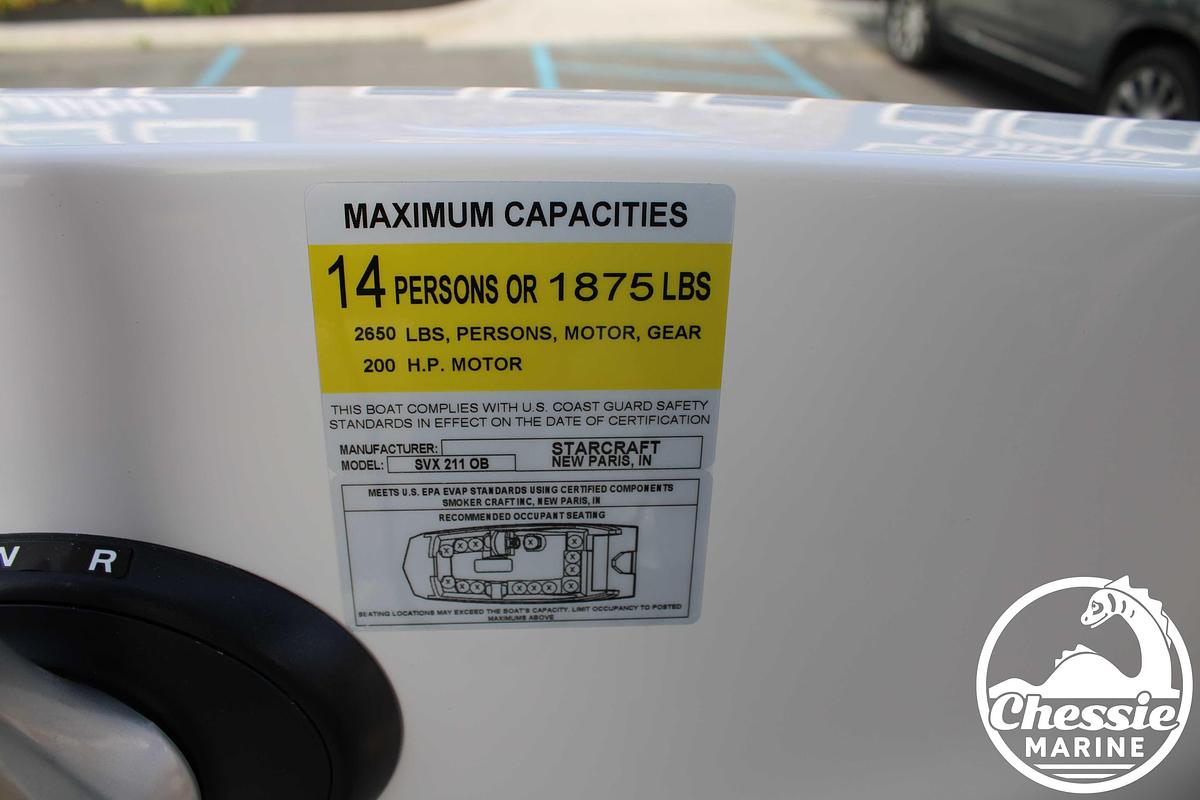 MAXIMUM CAPACITIES
14 PERSONS OR 1875 LBS
2650 LBS, PERSONS, MOTOR, GEAR
200 H.P. MOTOR
THIS BOAT COMPLIES WITH U.S. COAST GUARD SAFETY
STANDARDS IN EFFECT ON THE DATE OF CERTIFICATION
MANUFACTURER: STARCRAFT
NEW PARIS, IN
MODEL: SVX 211 OB
MEETS U.S. EPA EVAP STANDARDS USING CERTIFIED COMPONENTS
SMOKER CRAFT INC, NEW PARIS, IN
RECOMMENDED OCCUPANT SEATING
SEATING LOCATIONS MAY EXCEED THE BOAT'S CAPACITY. LIMIT OCCUPANCY TO POSTED
MAXIMUMS ABOVE
R
Chessie
MARINE